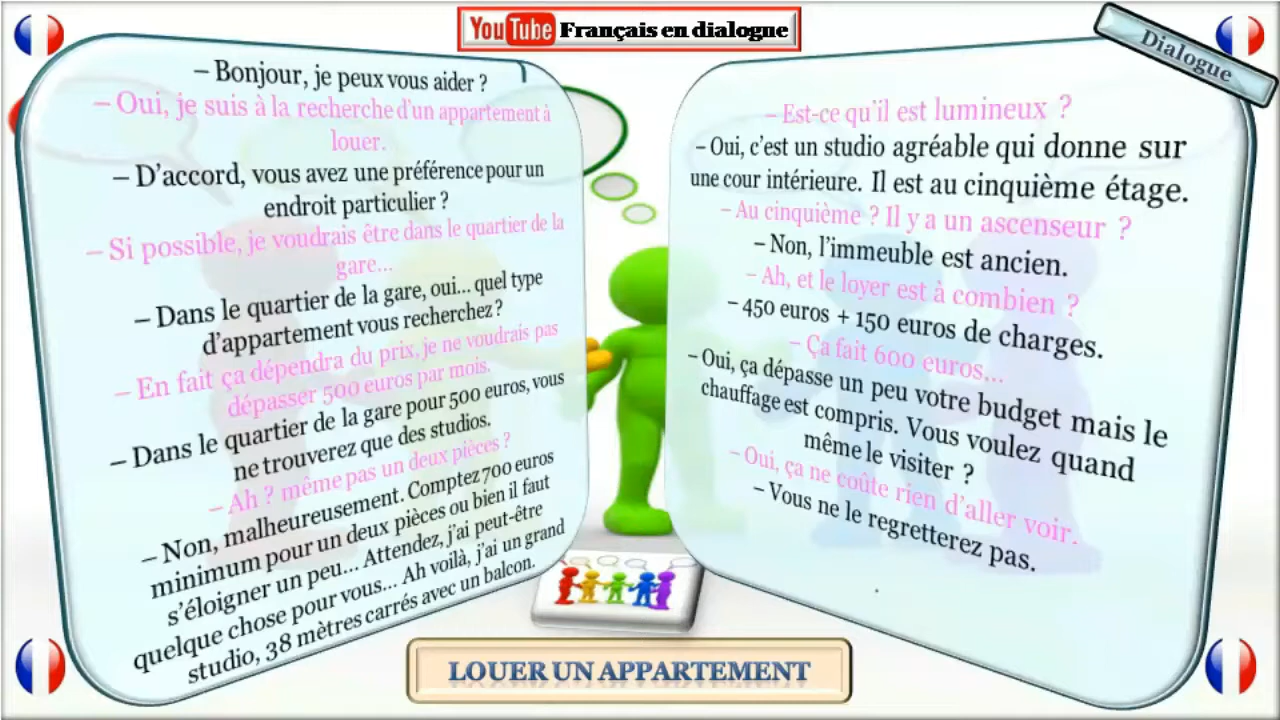 YouTube Français en dialogue
Dialogue
– Bonjour, je peux vous aider ?
– Oui, je suis à la recherche d'un appartement à
louer.
– D'accord, vous avez une préférence pour un
endroit particulier ?
– Si possible, je voudrais être dans le quartier de la
gare...
– Dans le quartier de la gare, oui... quel type
d'appartement vous recherchez ?
– En fait ça dépendra du prix, je ne voudrais pas
dépasser 500 euros par mois.
– Dans le quartier de la gare pour 500 euros, vous
ne trouverez que des studios.
– Ah ? même pas un deux pièces ?
– Non, malheureusement. Comptez 700 euros
minimum pour un deux pièces ou bien il faut
s'éloigner un peu... Attendez, j'ai peut-être
quelque chose pour vous... Ah voilà, j'ai un grand
studio, 38 mètres carrés avec un balcon.
– Est-ce qu'il est lumineux ?
– Oui, c'est un studio agréable qui donne sur
une cour intérieure. Il est au cinquième étage.
– Au cinquième ? Il y a un ascenseur ?
– Non, l'immeuble est ancien.
– Ah, et le loyer est à combien ?
– 450 euros + 150 euros de charges.
– Ça fait 600 euros...
– Oui, ça dépasse un peu votre budget mais le
chauffage est compris. Vous voulez quand
même le visiter ?
– Oui, ça ne coûte rien d'aller voir.
– Vous ne le regretterez pas.
LOUER UN APPARTEMENT